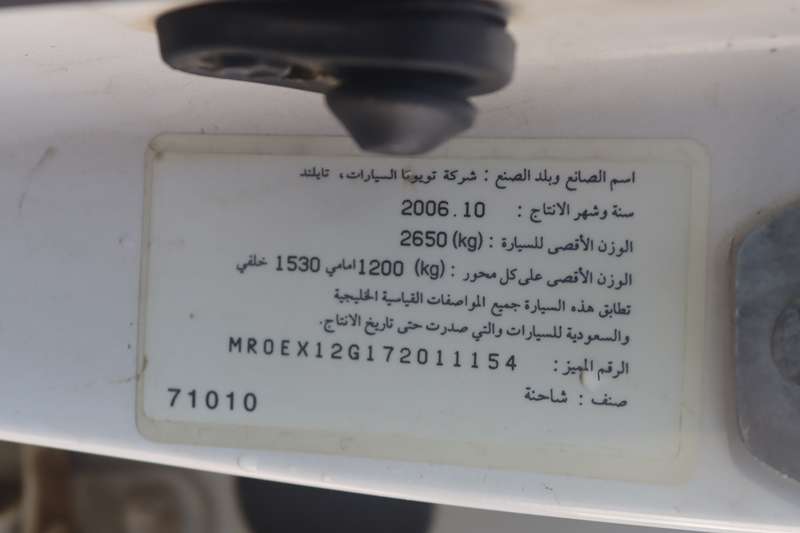 اسم الصانع وبلد الصنع : شركة تويوتا السيارات، تايلند
سنة وشهر الانتاج : 2006.10
الوزن الأقصى للسيارة : (kg) 2650
الوزن الأقصى على كل محور : (kg) 1200 امامي 1530 خلفي
تطابق هذه السيارة جميع المواصفات القياسية الخليجية
والسعودية للسيارات والتي صدرت حتى تاريخ الانتاج.
الرقم المميز : MR0EX12G172011154
صنف : شاحنة
71010